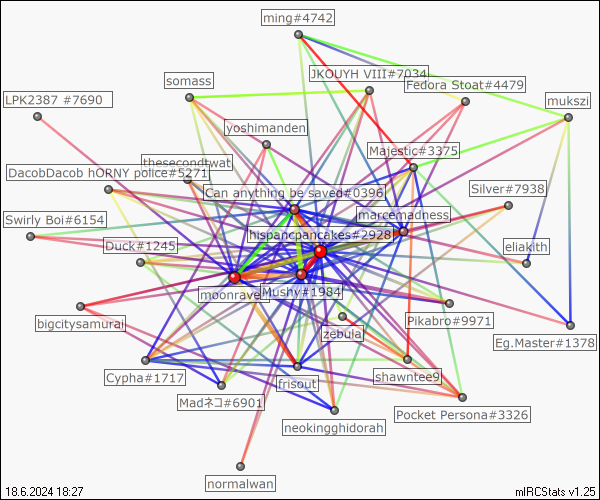 ming#4742
JKOUYH VIII#7034
somass
Fedora Stoat#4479
LPK2387 #7690
mukszi
yoshimanden
Majestic#3375
thesecondtwat
DacobDacob hORNY police#5271
Can anything be saved#0396
Silver#7938
marcemadness
Swirly Boi#6154
hispancpancakes#2928
Duck#1245
eliakith
moonravel
Mushy#1984
Pikabro#9971
bigcitysamurai
zebula
Eg.Master#1378
Cypha#1717
frisout
shawntee9
Madネコ#6901
Pocket Persona#3326
neokingghidorah
normalwan
18.6.2024 18:27
mIRCStats v1.25